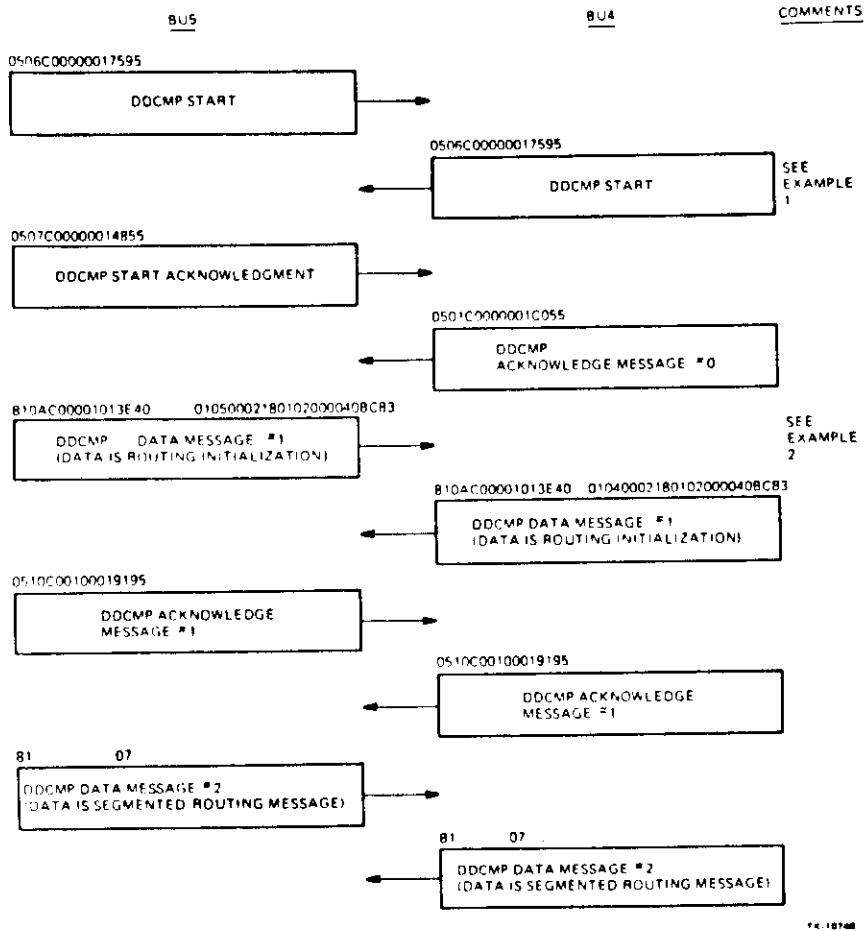 BU5 BU4 COMMENTS
0506C00000017595
DDCMP START
0506C00000017595
DDCMP START
SEE
EXAMPLE
1
0507C00000014855
DDCMP START ACKNOWLEDGMENT
0501C0000001C055
DDCMP
ACKNOWLEDGE MESSAGE #0
810AC00001013E40 010500021801020000408C83
DDCMP DATA MESSAGE #1
(DATA IS ROUTING INITIALIZATION)
SEE
EXAMPLE
2
810AC00001013E40 010400021801020000408C83
DDCMP DATA MESSAGE #1
(DATA IS ROUTING INITIALIZATION)
0510C00100019195
DDCMP ACKNOWLEDGE
MESSAGE #1
0510C00100019195
DDCMP ACKNOWLEDGE
MESSAGE #1
81 07
DDCMP DATA MESSAGE #2
(DATA IS SEGMENTED ROUTING MESSAGE)
81 07
DDCMP DATA MESSAGE #2
(DATA IS SEGMENTED ROUTING MESSAGE)